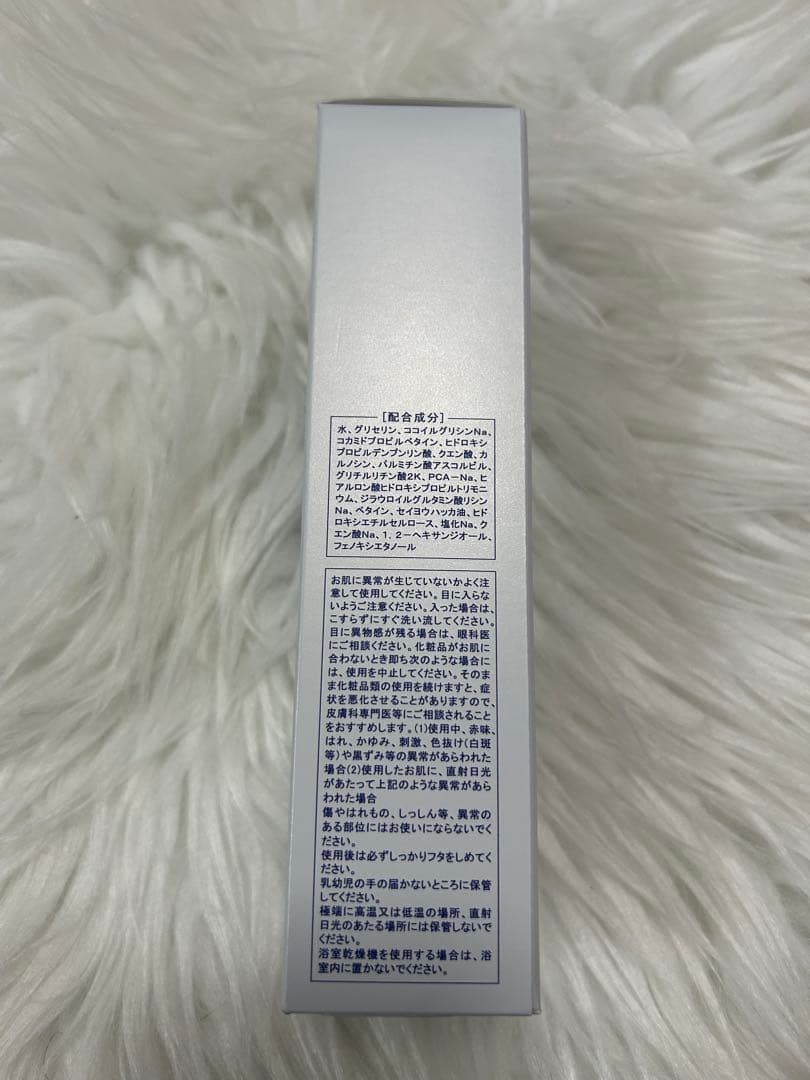 [配合成分]
水、グリセリン、ココイルグリシンNa、
コカミドプロピルベタイン、ヒドロキシ
プロピルデンプンリン酸、クエン酸、カ
ルノシン、パルミチン酸アスコルビル、
グリチルリチン酸2K、PCA－Na、ヒ
アルロン酸ヒドロキシプロピルトリモニ
ウム、ジラウロイルグルタミン酸リシン
Na、ベタイン、セイヨウハッカ油、ヒド
ロキシエチルセルロース、塩化Na、ク
エン酸Na、1，2－ヘキサンジオール、
フェノキシエタノール
お肌に異常が生じていないかよく注
意して使用してください。目に入らな
いようご注意ください。入った場合は、
こすらずにすぐ洗い流してください。
目に異物感が残る場合は、眼科医
にご相談ください。化粧品がお肌に
合わないとき即ち次のような場合に
は、使用を中止してください。そのま
ま化粧品類の使用を続けますと、症
状を悪化させることがありますので、
皮膚科専門医等にご相談されること
をおすすめします。(1)使用中、赤味、
はれ、かゆみ、刺激、色抜け(白斑
等)や黒ずみ等の異常があらわれた
場合(2)使用したお肌に、直射日光
があたって上記のような異常があら
われた場合
傷やはれもの、しっしん等、異常の
ある部位にはお使いにならないでく
ださい。
使用後は必ずしっかりフタをしめてく
ださい。
乳幼児の手の届かないところに保管
してください。
極端に高温又は低温の場所、直射
日光のあたる場所には保管しないで
ください。
浴室乾燥機を使用する場合は、浴
室内に置かないでください。